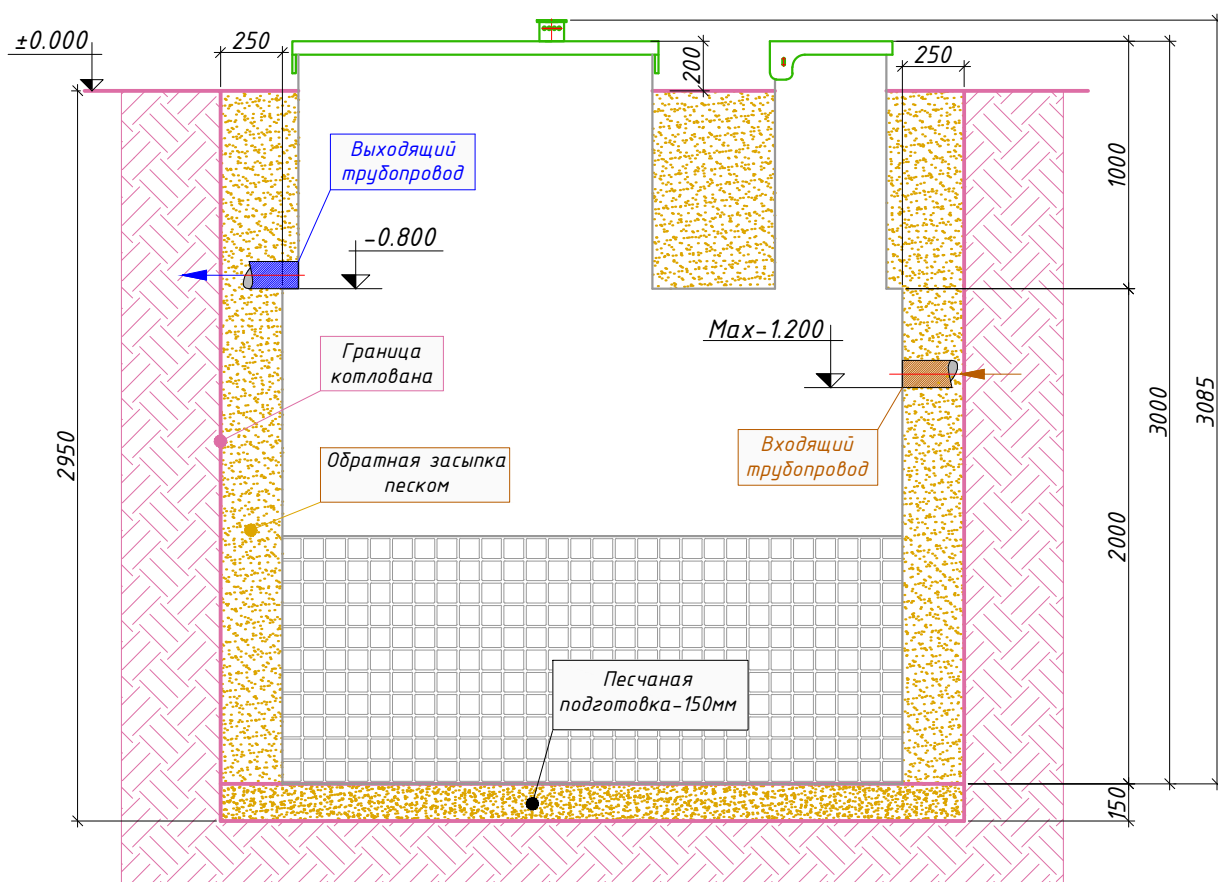 ±0.000
250
200
250
3085
Выходящий
трубопровод
1000
-0.800
Max-1.200
Граница
котлована
3000
2950
Входящий
трубопровод
Обратная засыпка
песком
2000
Песчаная
подготовка-150мм
150